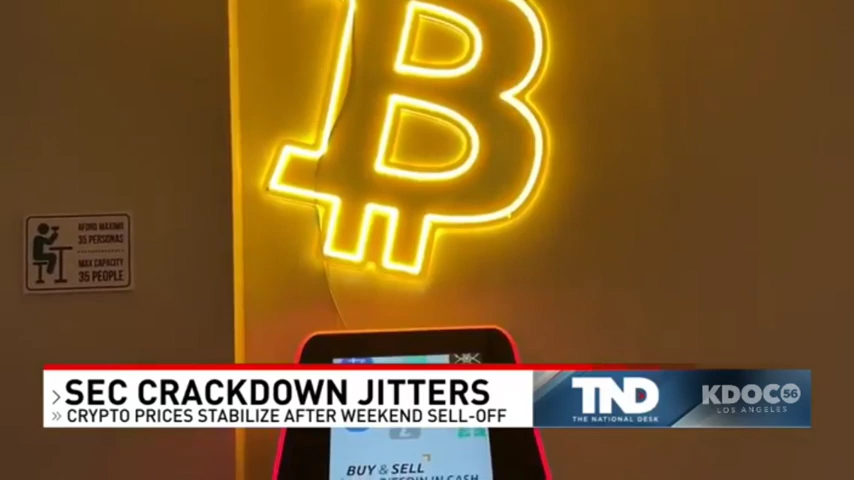 AFORO MAXIMO
35 PERSONAS
MAX CAPACITY
35 PEOPLE
SEC CRACKDOWN JITTERS
CRYPTO PRICES STABILIZE AFTER WEEKEND SELL-OFF
TND
THE NATIONAL DESK
KDOC 56
LOS ANGELES
BUY & SELL
BITCOIN IN CASH